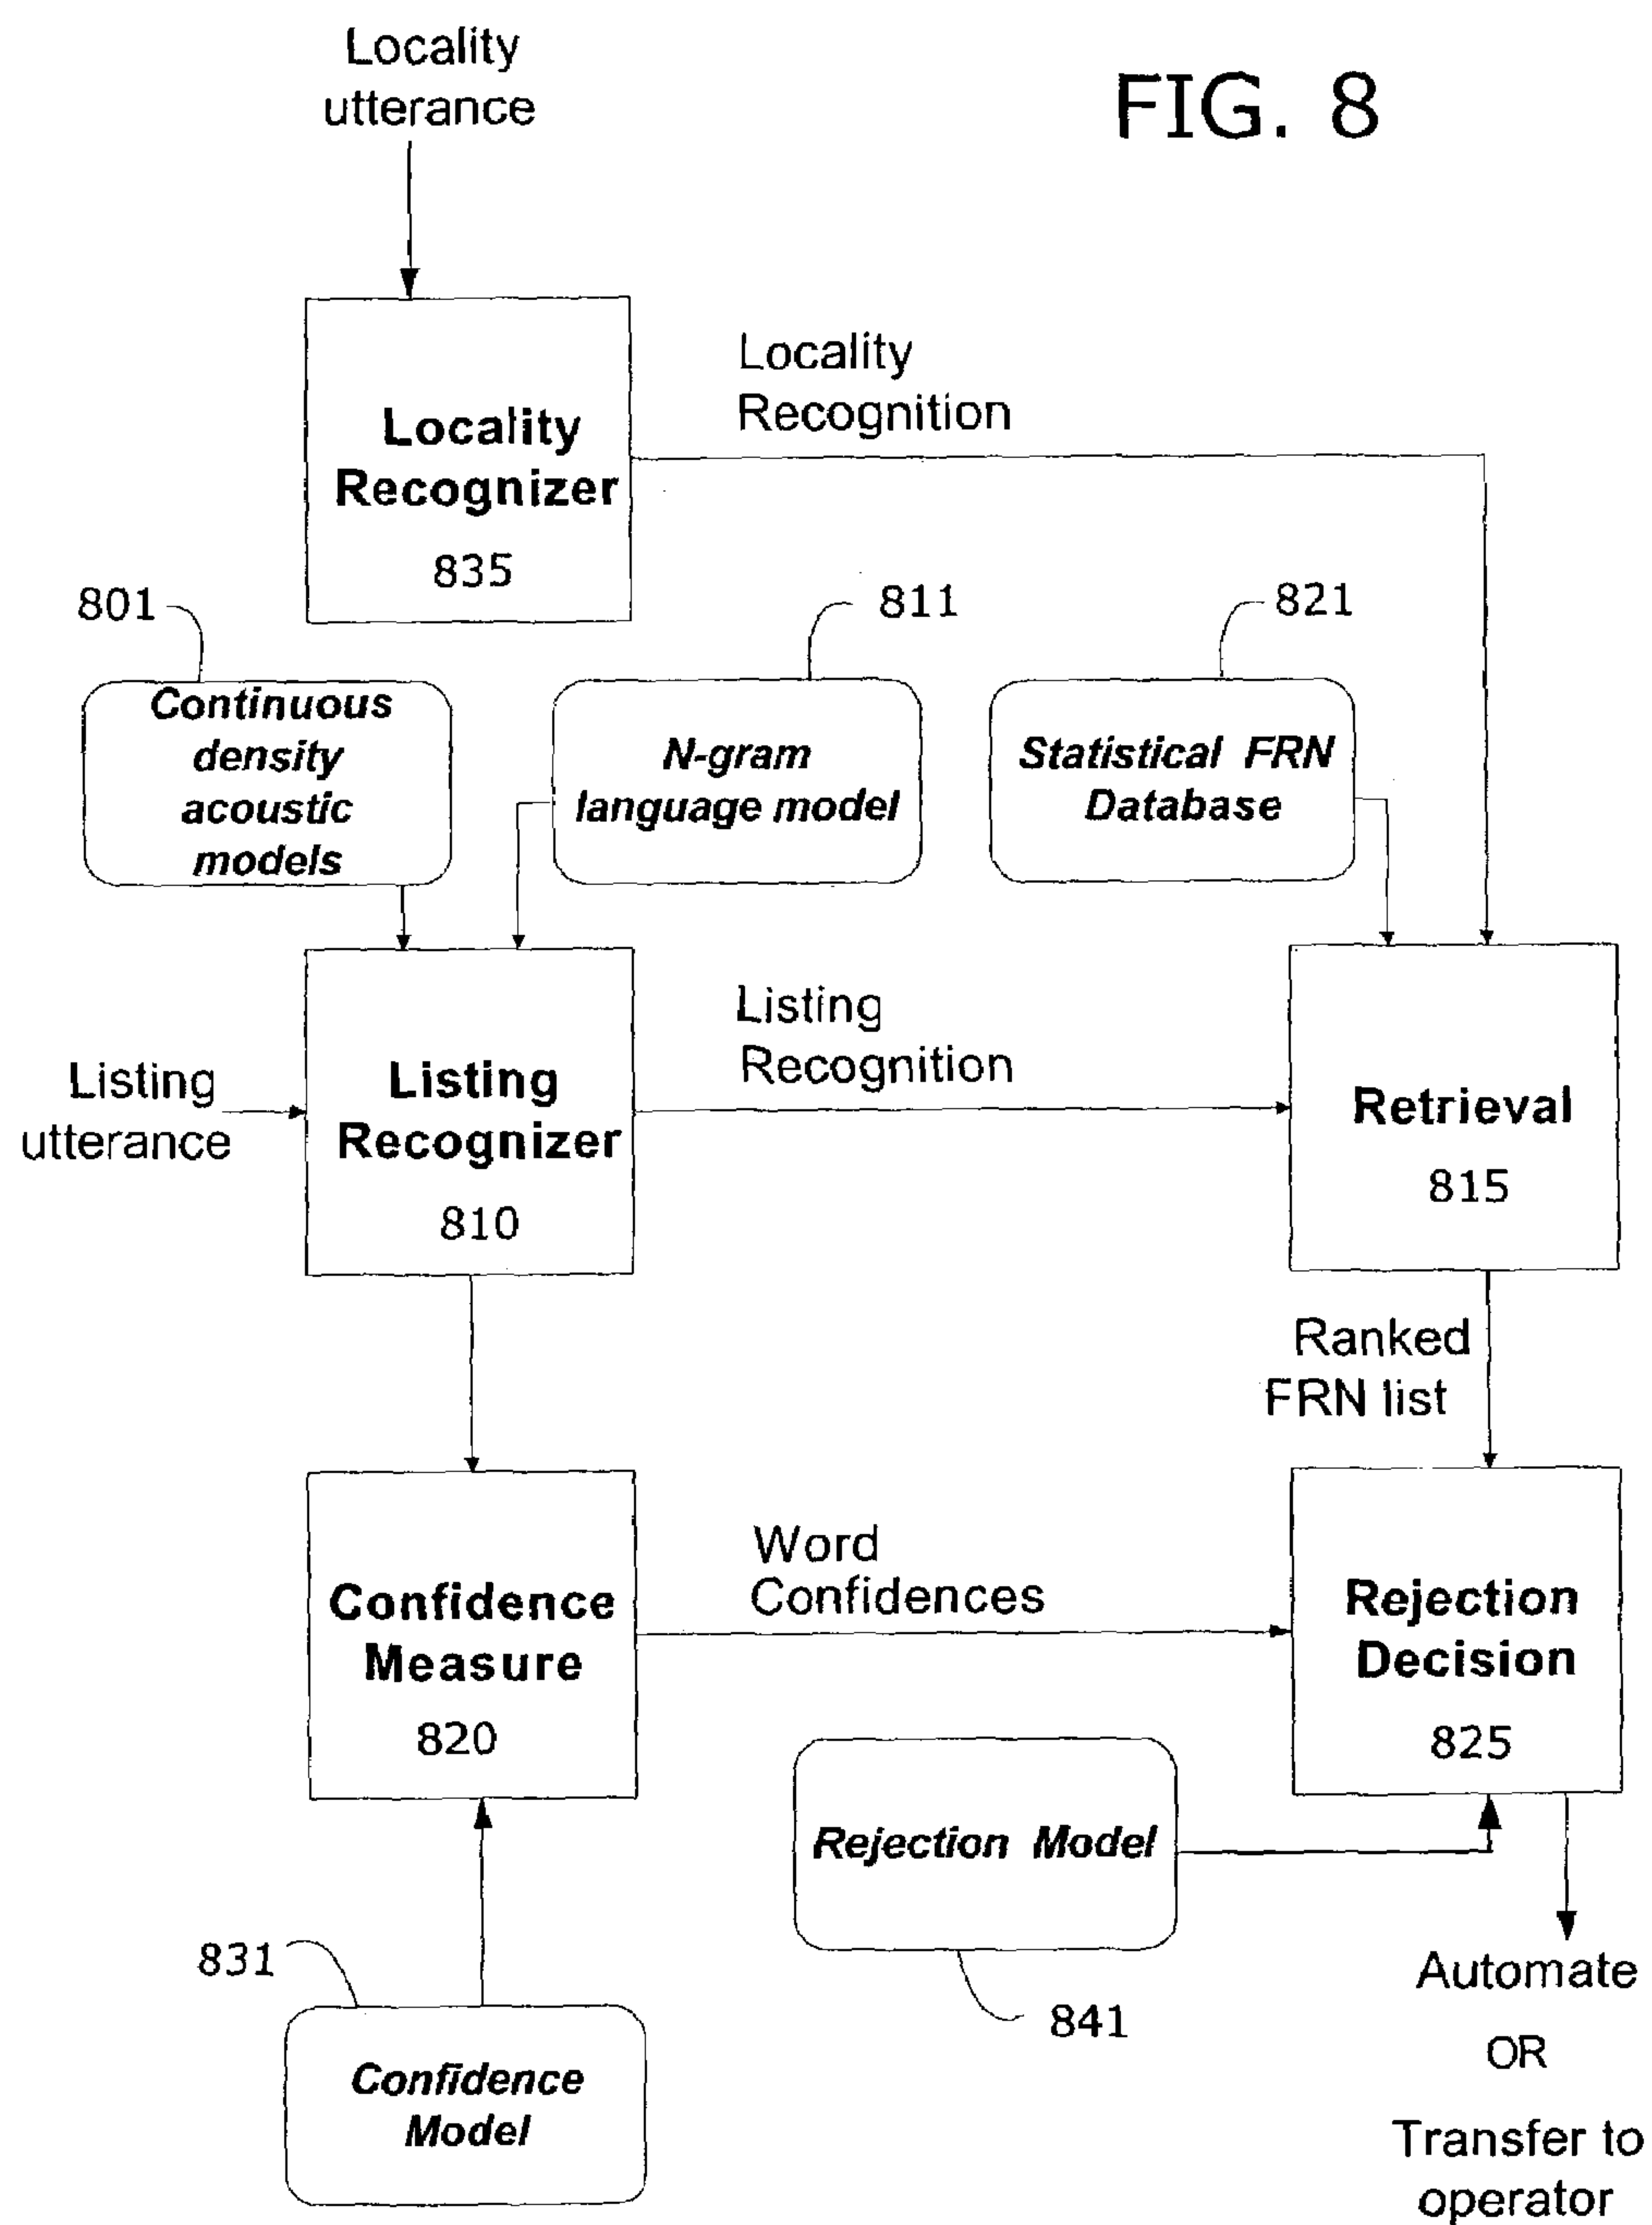 Locality
utterance
FIG. 8
Locality
Recognition
Locality
Recognizer
835
801
811
821
Continuous
density
acoustic
models
N-gram
language model
Statistical FRN
Database
Listing
utterance
Listing
Recognizer
810
Listing
Recognition
Retrieval
815
Ranked
FRN list
Confidence
Measure
820
Word
Confidences
Rejection
Decision
825
Rejection Model
841
831
Confidence
Model
Automate
OR
Transfer to
operator